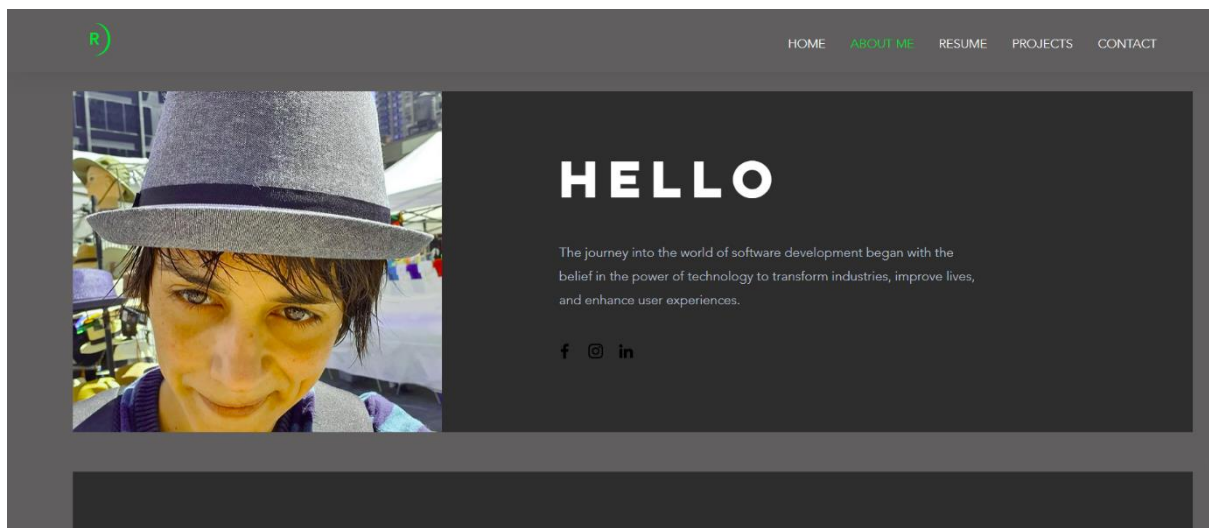 R)
HOME ABOUT ME RESUME PROJECTS CONTACT
HELLO
The journey into the world of software development began with the
belief in the power of technology to transform industries, improve lives,
and enhance user experiences.
f in